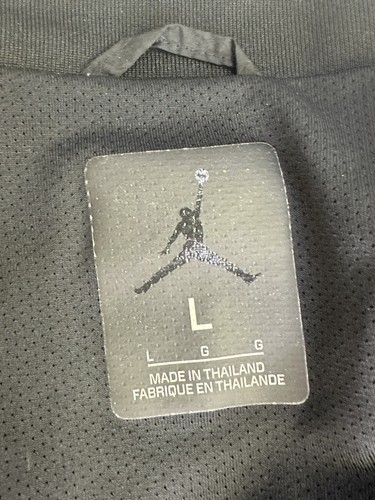 L
L G G
MADE IN THAILAND
FABRIQUE EN THAILANDE